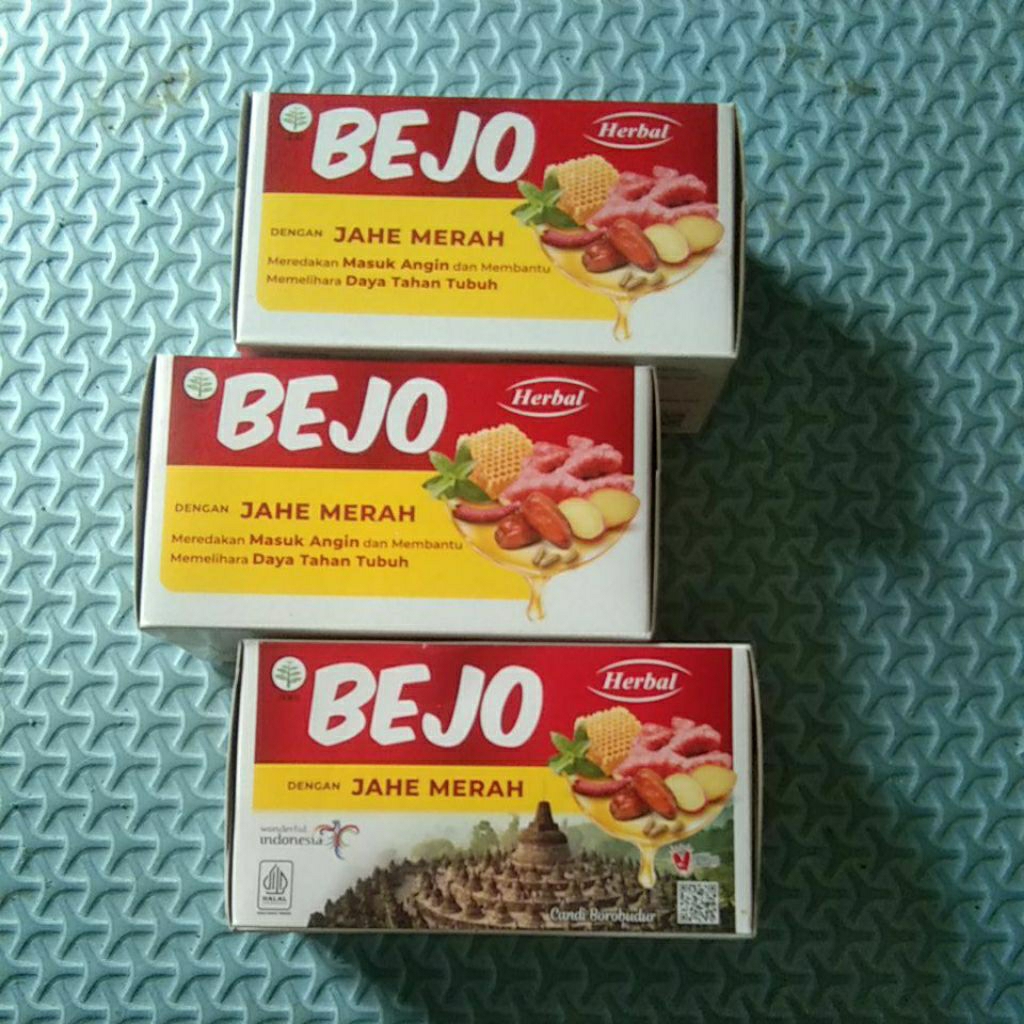 BEJO
Herbal
DENGAN JAHE MERAH
Meredakan Masuk Angin dan Membantu
Memelihara Daya Tahan Tubuh
BEJO
Herbal
DENGAN JAHE MERAH
Meredakan Masuk Angin dan Membantu
Memelihara Daya Tahan Tubuh
BEJO
Herbal
DENGAN JAHE MERAH
wonderful
indonesia
HALAL
Candi Borobudur